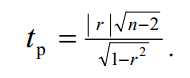 t_p = |r|√(n−2) / √(1−r²) .